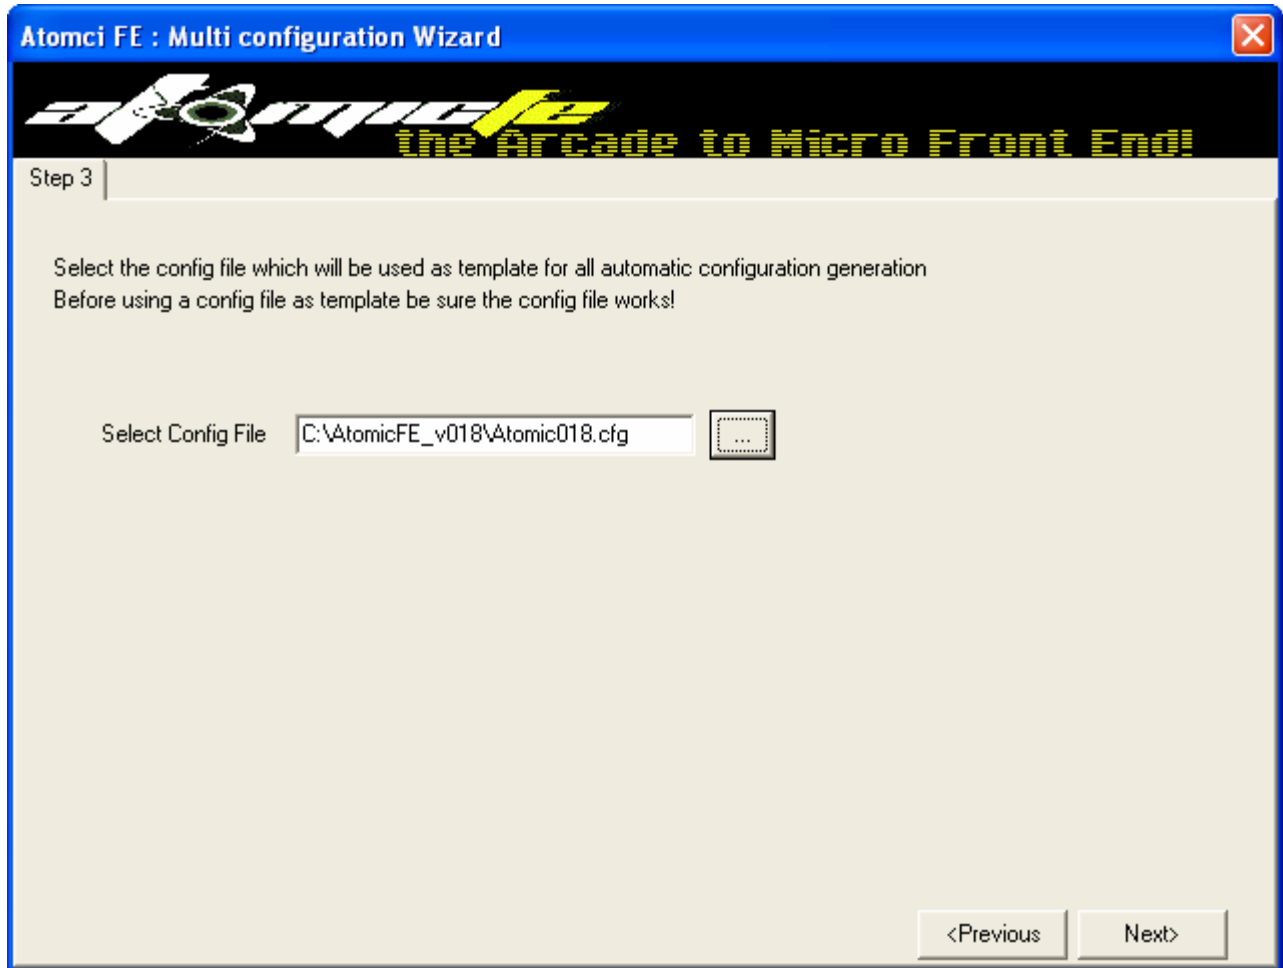 Atomci FE : Multi configuration Wizard
atomicfe
the Arcade to Micro Front End!
Step 3
Select the config file which will be used as template for all automatic configuration generation
Before using a config file as template be sure the config file works!
Select Config File C:\AtomicFE_v018\Atomic018.cfg ...
<Previous Next>